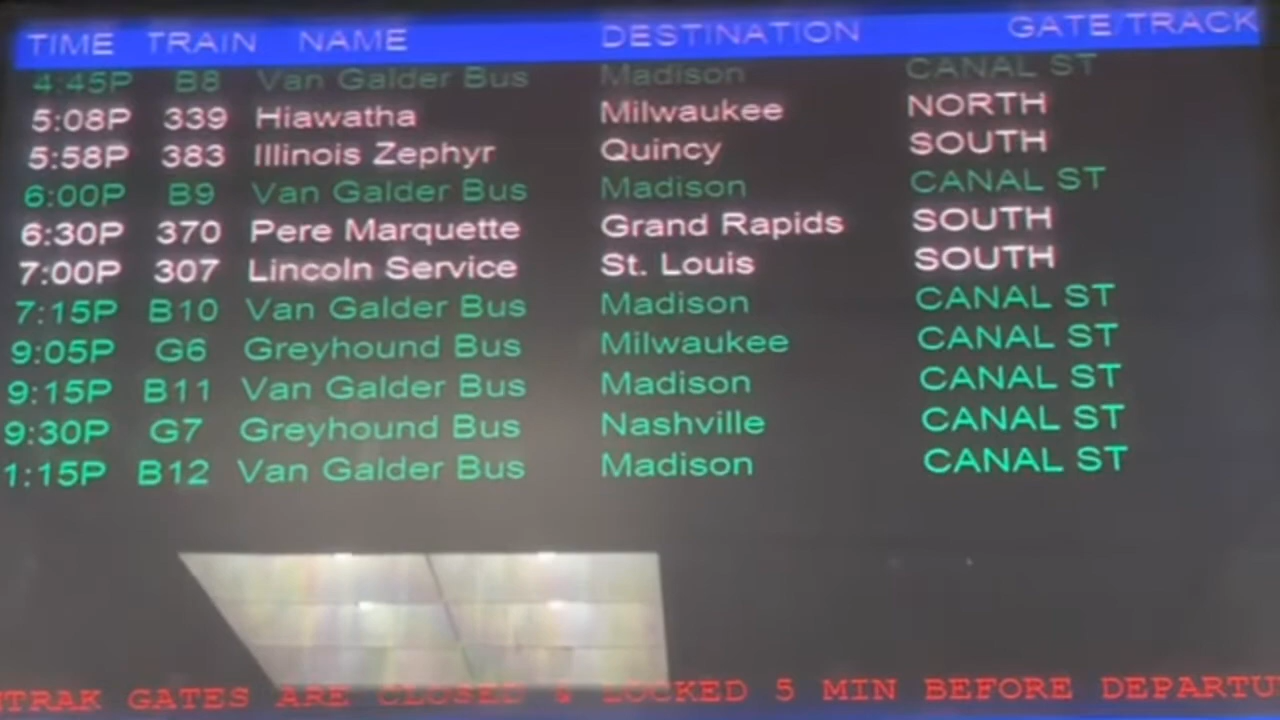 TIME TRAIN NAME DESTINATION GATE/TRACK
4:45P B8 Van Galder Bus Madison CANAL ST
5:08P 339 Hiawatha Milwaukee NORTH
5:58P 383 Illinois Zephyr Quincy SOUTH
6:00P B9 Van Galder Bus Madison CANAL ST
6:30P 370 Pere Marquette Grand Rapids SOUTH
7:00P 307 Lincoln Service St. Louis SOUTH
7:15P B10 Van Galder Bus Madison CANAL ST
9:05P G6 Greyhound Bus Milwaukee CANAL ST
9:15P B11 Van Galder Bus Madison CANAL ST
9:30P G7 Greyhound Bus Nashville CANAL ST
1:15P B12 Van Galder Bus Madison CANAL ST
TRAK GATES ARE CLOSED & LOCKED 5 MIN BEFORE DEPARTU